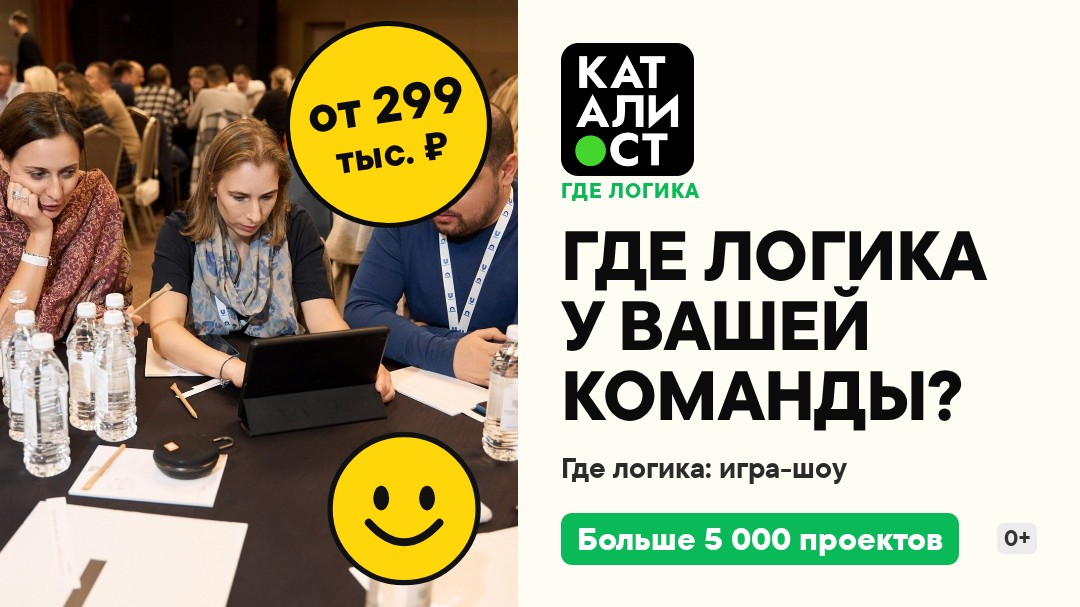 от 299
тыс. ₽
КАТ
АЛИ
СТ
ГДЕ ЛОГИКА
ГДЕ ЛОГИКА
У ВАШЕЙ
КОМАНДЫ?
Где логика: игра-шоу
Больше 5 000 проектов
0+